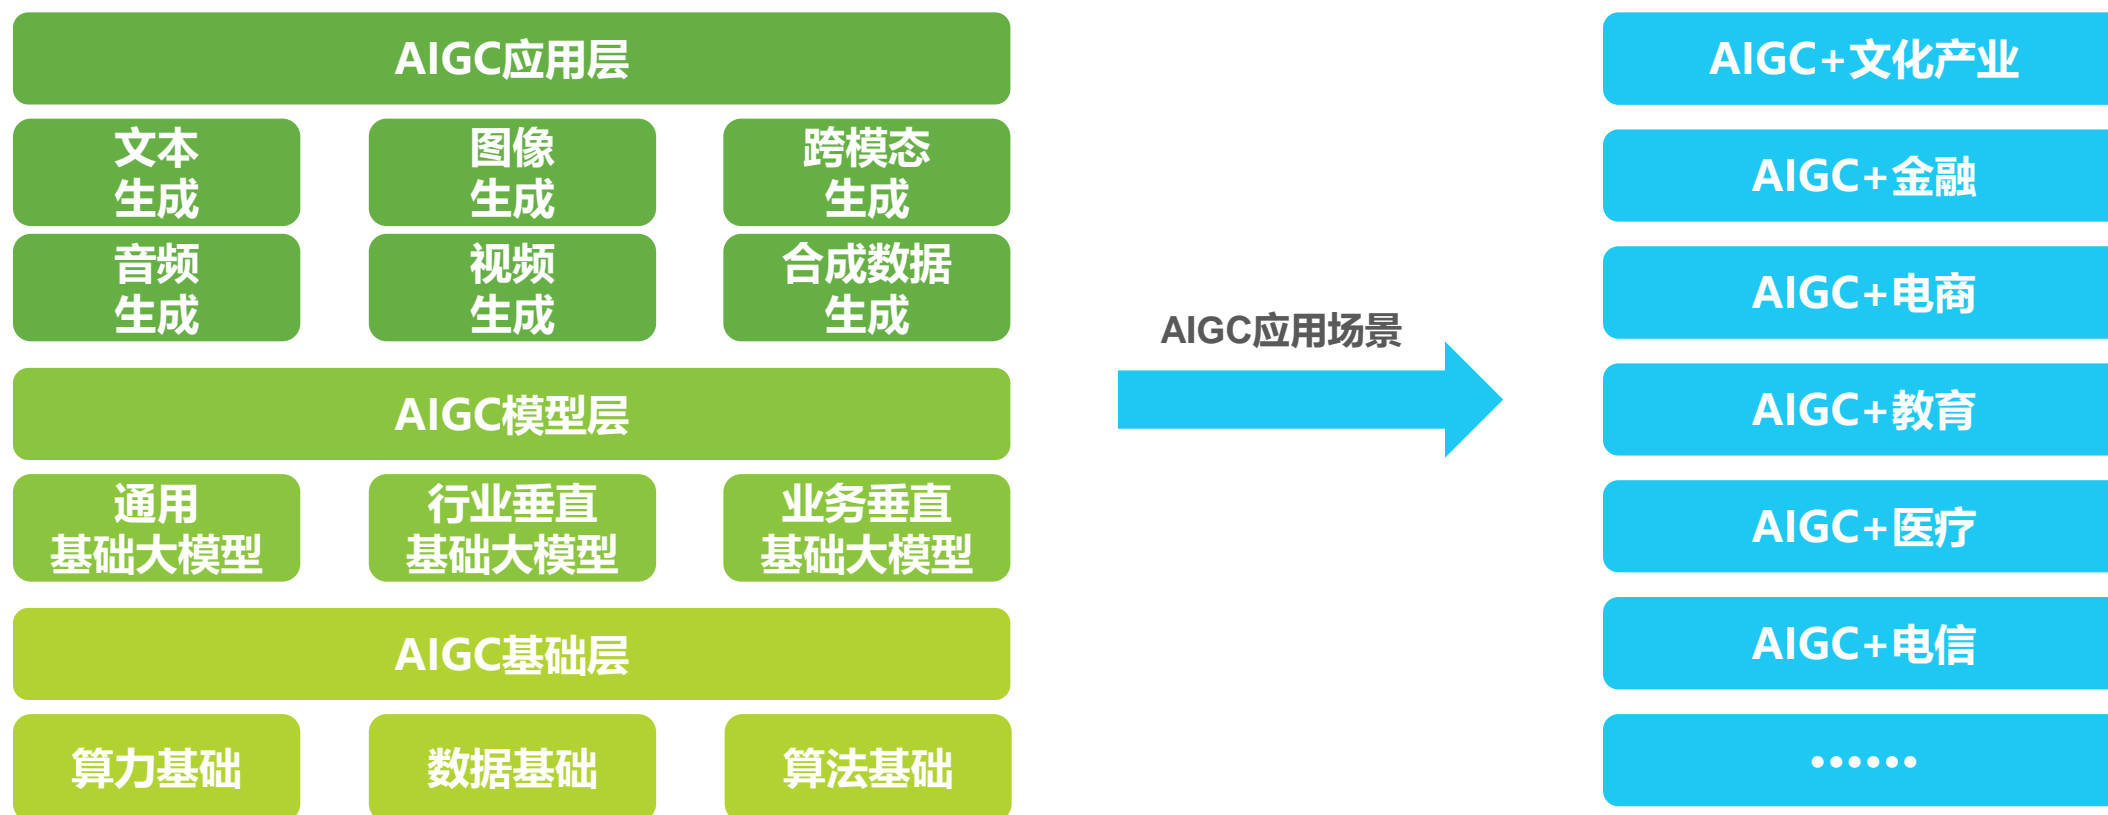 AIGC应用层
文本
生成
图像
生成
跨模态
生成
音频
生成
视频
生成
合成数据
生成
AIGC模型层
通用
基础大模型
行业垂直
基础大模型
业务垂直
基础大模型
AIGC基础层
算力基础
数据基础
算法基础
AIGC应用场景
AIGC+文化产业
AIGC+金融
AIGC+电商
AIGC+教育
AIGC+医疗
AIGC+电信
……